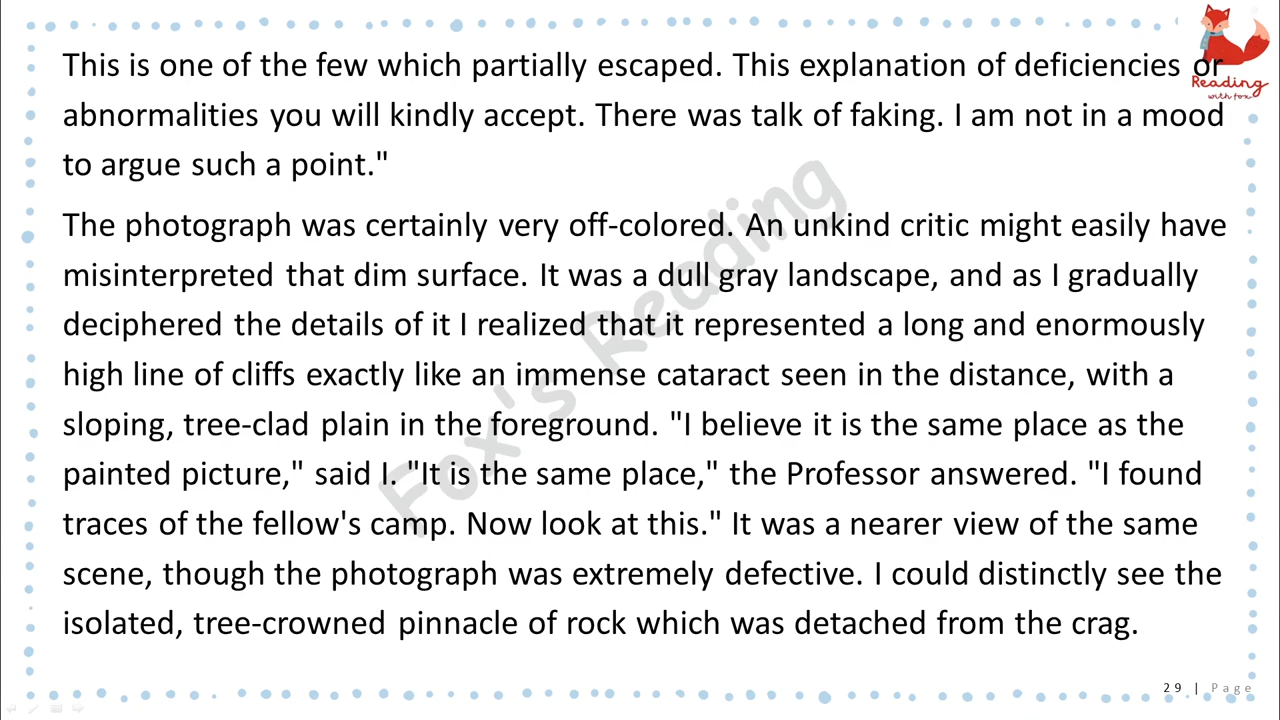 This is one of the few which partially escaped. This explanation of deficiencies or
abnormalities you will kindly accept. There was talk of faking. I am not in a mood
to argue such a point."
The photograph was certainly very off-colored. An unkind critic might easily have
misinterpreted that dim surface. It was a dull gray landscape, and as I gradually
deciphered the details of it I realized that it represented a long and enormously
high line of cliffs exactly like an immense cataract seen in the distance, with a
sloping, tree-clad plain in the foreground. "I believe it is the same place as the
painted picture," said I. "It is the same place," the Professor answered. "I found
traces of the fellow's camp. Now look at this." It was a nearer view of the same
scene, though the photograph was extremely defective. I could distinctly see the
isolated, tree-crowned pinnacle of rock which was detached from the crag.
Reading
with fox
Fox's Reading
29 | Page